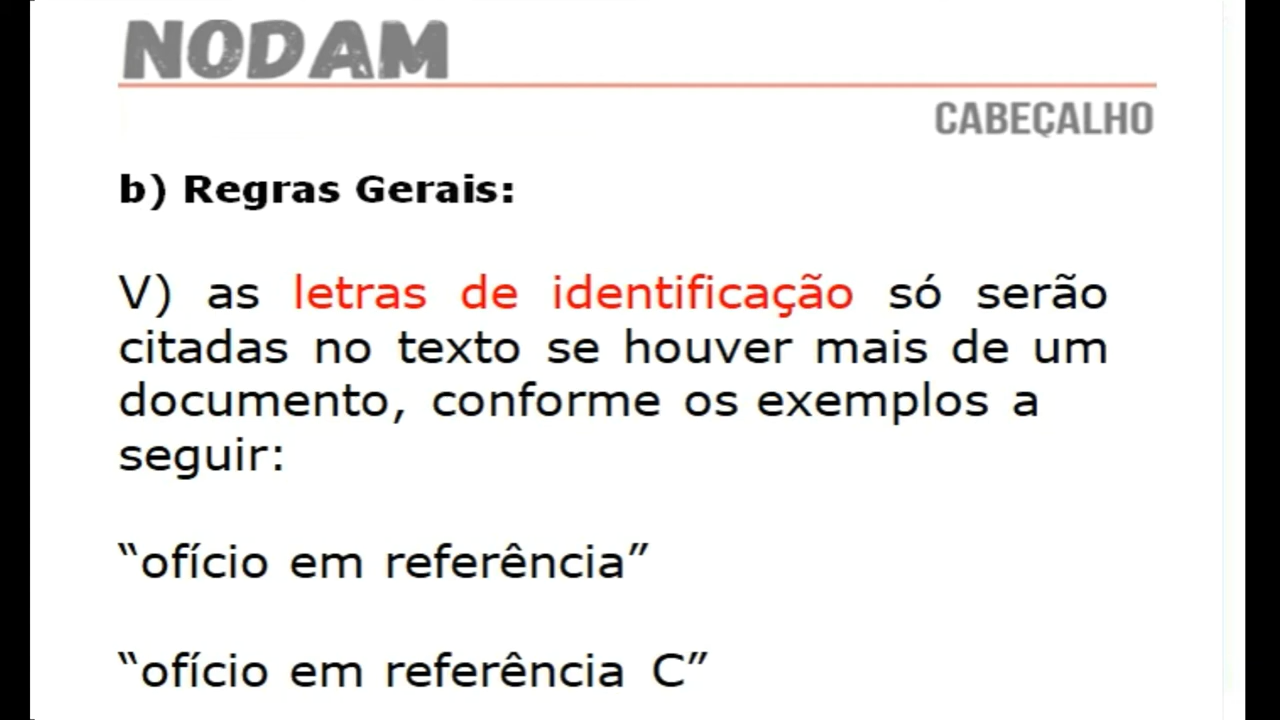 NODAM
CABEÇALHO
b) Regras Gerais:
V) as letras de identificação só serão
citadas no texto se houver mais de um
documento, conforme os exemplos a
seguir:
“ofício em referência”
“ofício em referência C”